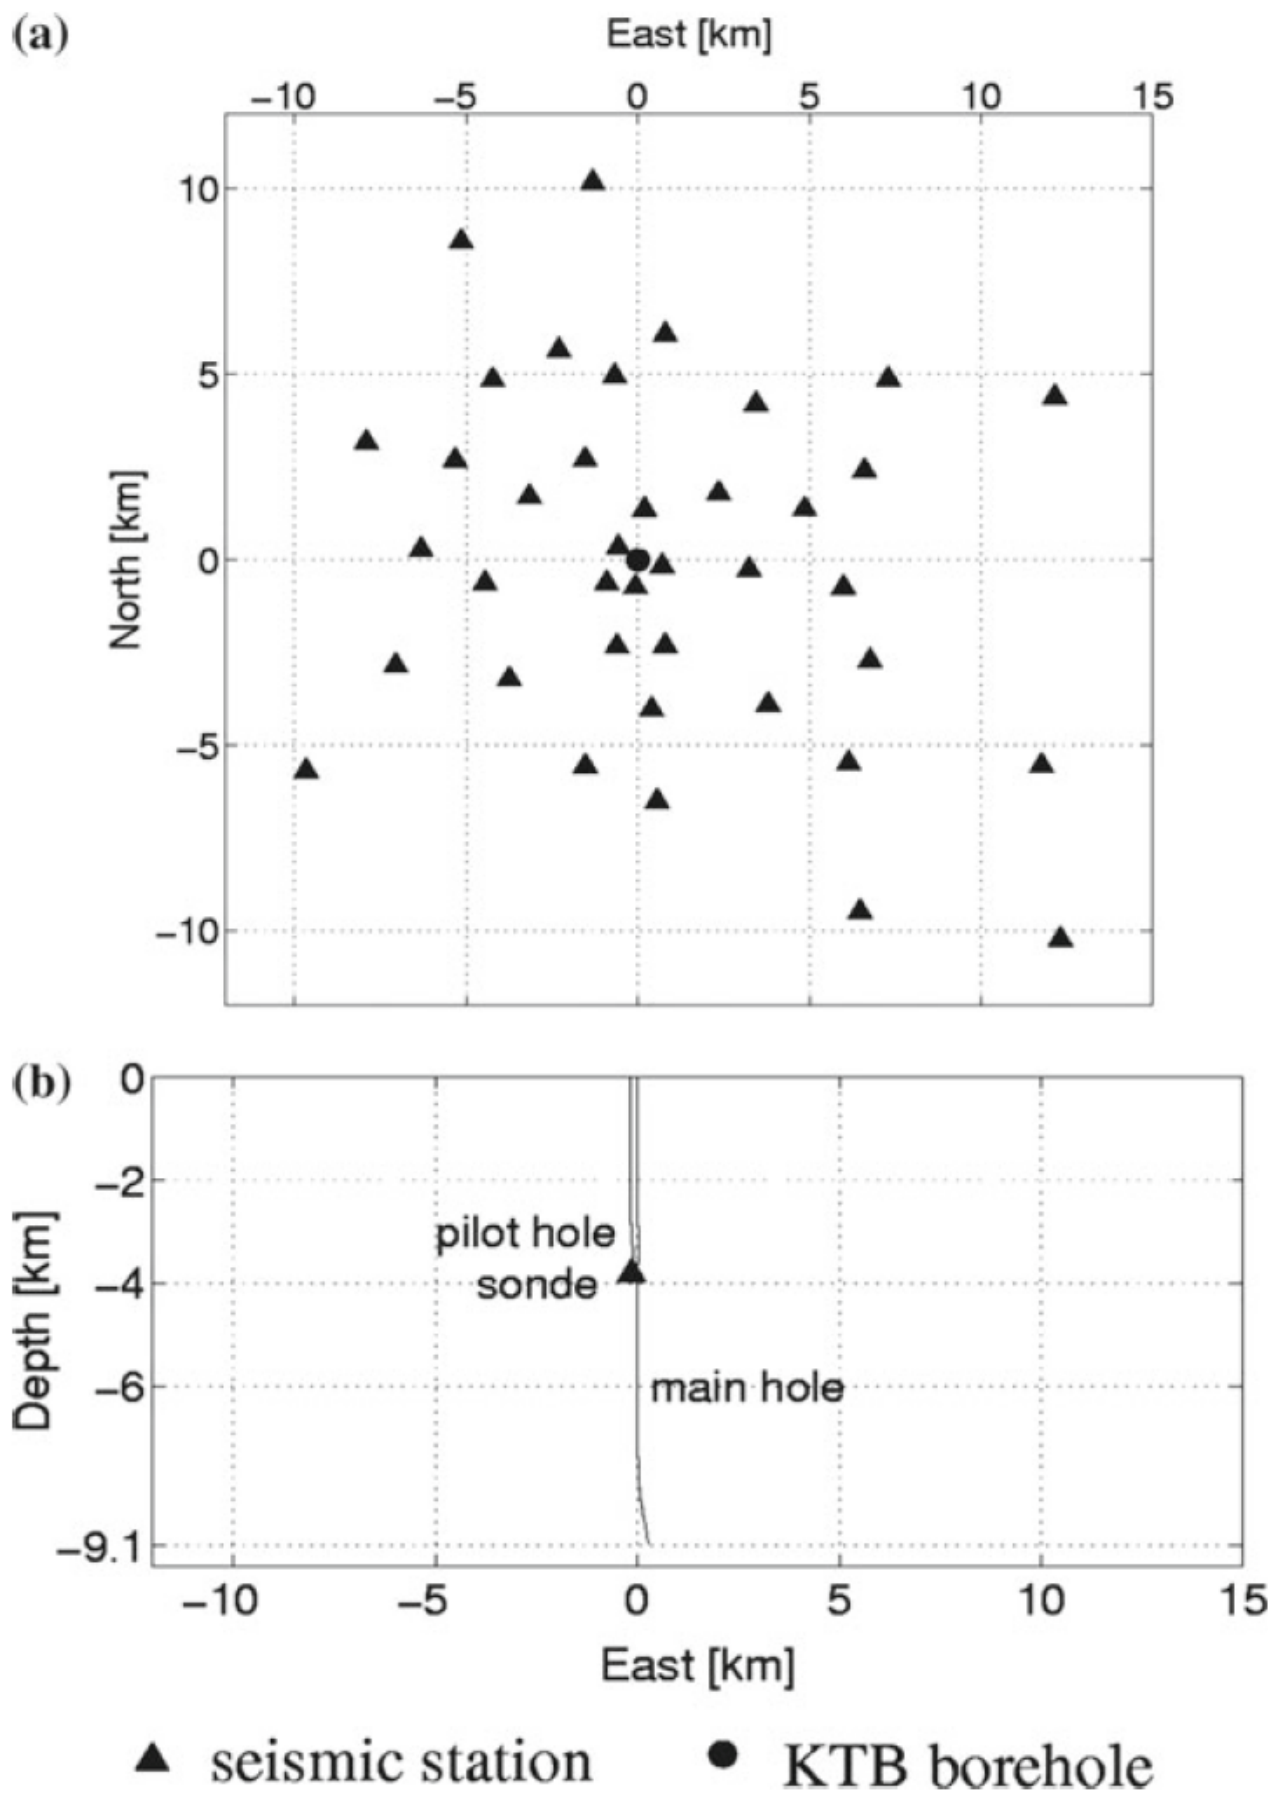 (a)
East [km]
−10 −5 0 5 10 15
10
5
0
−5
−10
North [km]
(b)
0
−2
−4
−6
−9.1
Depth [km]
pilot hole
sonde
main hole
−10 −5 0 5 10 15
East [km]
seismic station KTB borehole